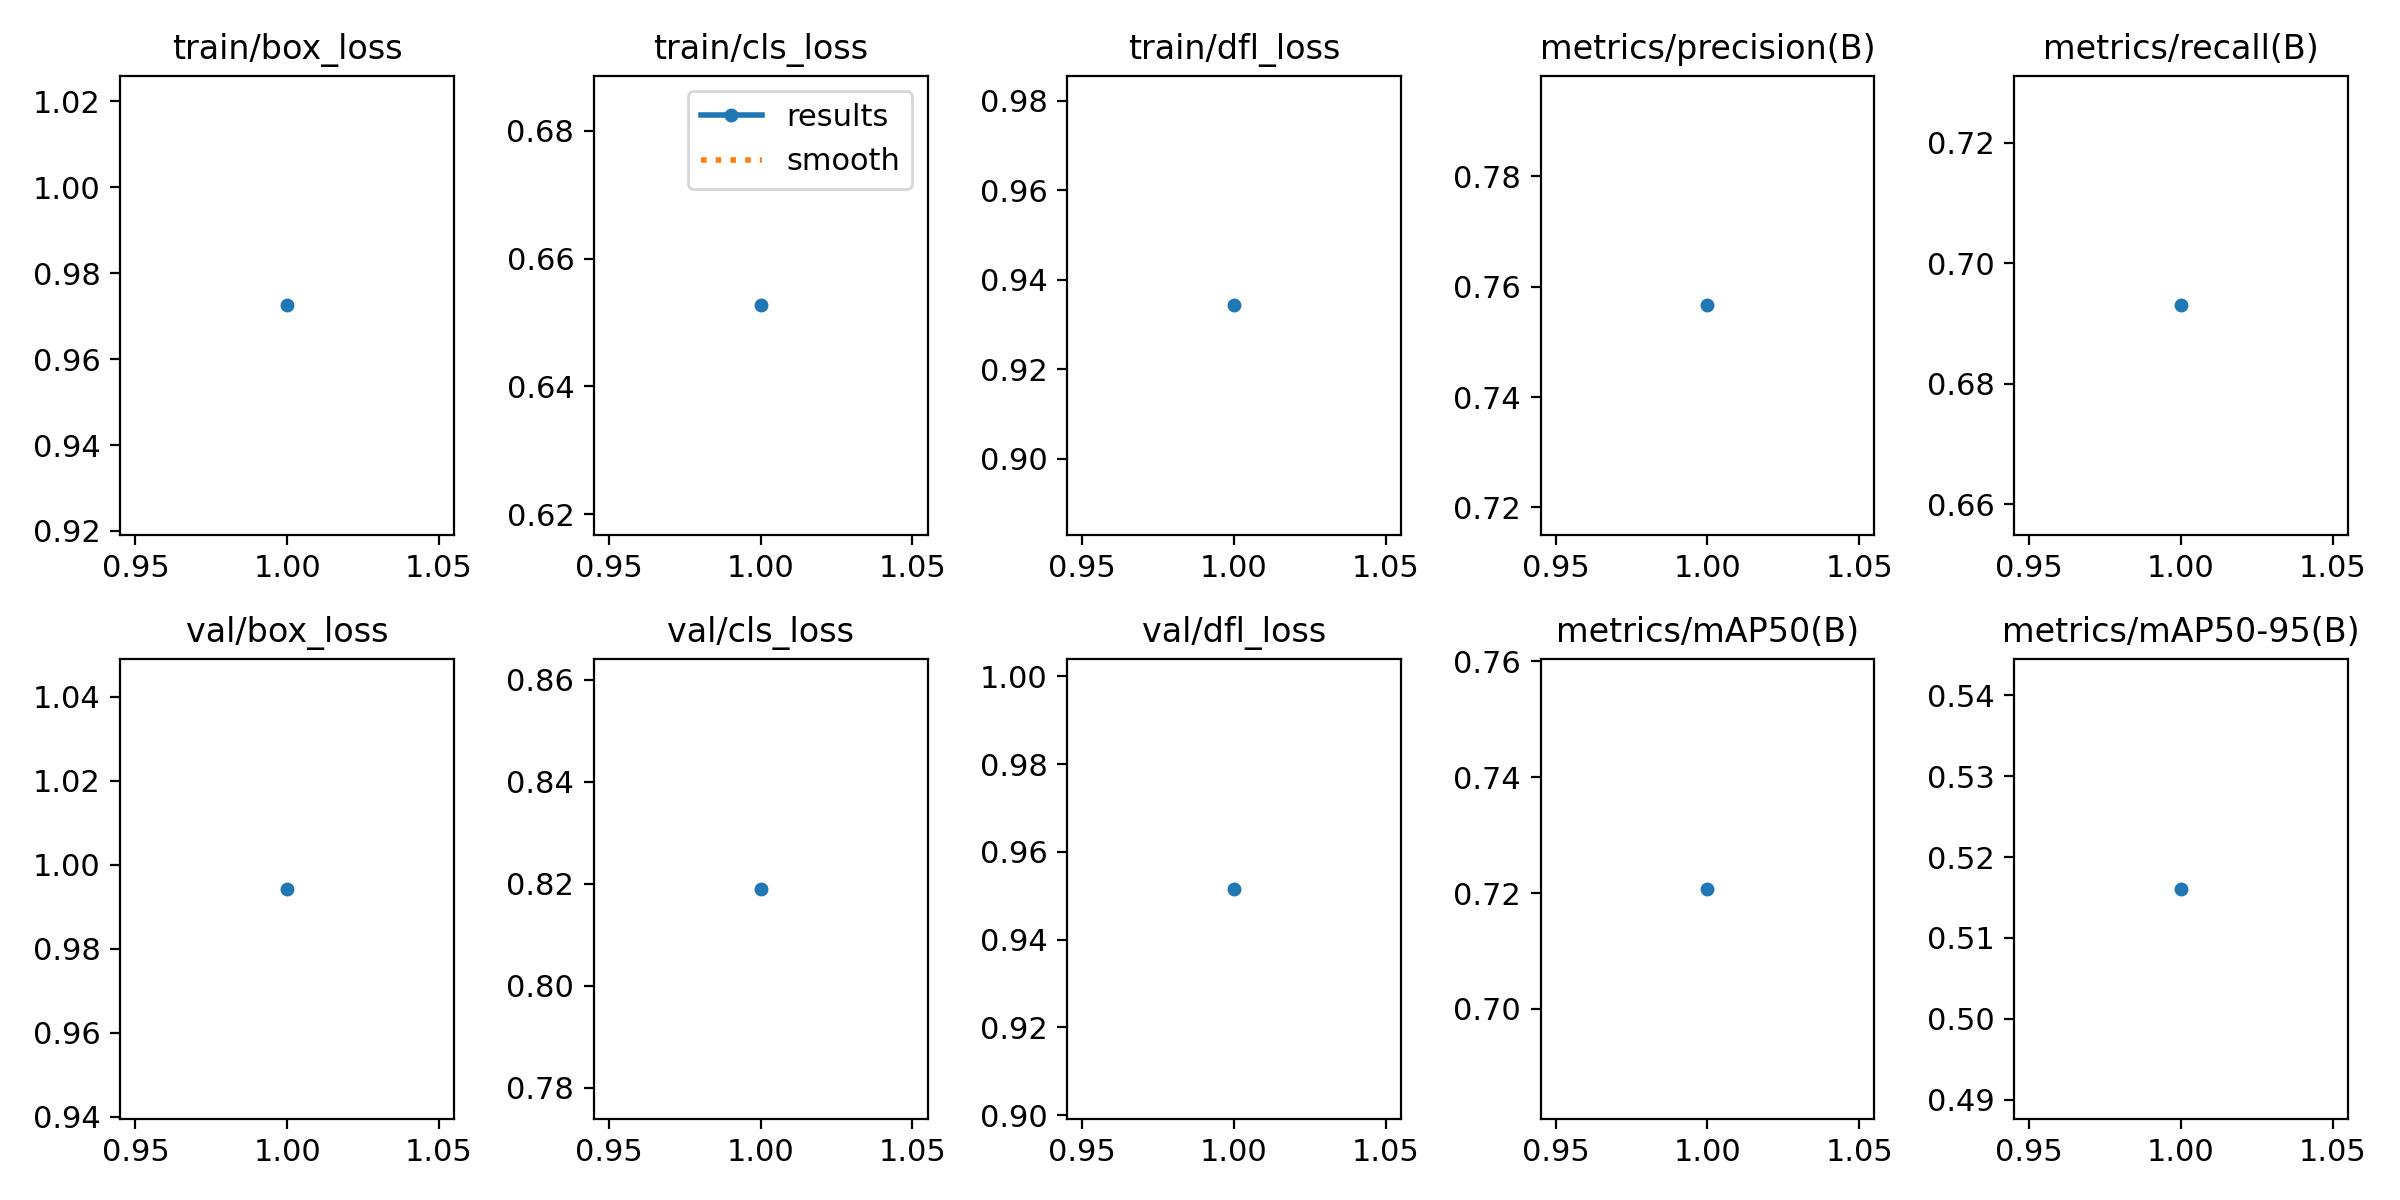 train/box_loss
1.02
1.00
0.98
0.96
0.94
0.92
0.95 1.00 1.05
train/cls_loss
results
smooth
0.68
0.66
0.64
0.62
0.95 1.00 1.05
train/dfl_loss
0.98
0.96
0.94
0.92
0.90
0.95 1.00 1.05
metrics/precision(B)
0.78
0.76
0.74
0.72
0.95 1.00 1.05
metrics/recall(B)
0.72
0.70
0.68
0.66
0.95 1.00 1.05
val/box_loss
1.04
1.02
1.00
0.98
0.96
0.94
0.95 1.00 1.05
val/cls_loss
0.86
0.84
0.82
0.80
0.78
0.95 1.00 1.05
val/dfl_loss
1.00
0.98
0.96
0.94
0.92
0.90
0.95 1.00 1.05
metrics/mAP50(B)
0.76
0.74
0.72
0.70
0.95 1.00 1.05
metrics/mAP50-95(B)
0.54
0.53
0.52
0.51
0.50
0.49
0.95 1.00 1.05